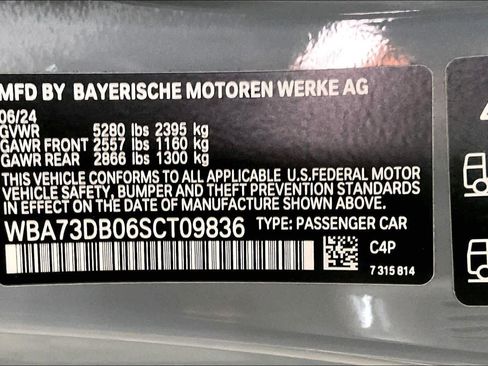 MFD BY BAYERISCHE MOTOREN WERKE AG
06/24
GVWR 5280 lbs 2395 kg
GAWR FRONT 2557 lbs 1160 kg
GAWR REAR 2866 lbs 1300 kg
THIS VEHICLE CONFORMS TO ALL APPLICABLE U.S.FEDERAL MOTOR
VEHICLE SAFETY, BUMPER AND THEFT PREVENTION STANDARDS
IN EFFECT ON THE DATE OF MANUFACTURE SHOWN ABOVE.
WBA73DB06SCT09836 TYPE: PASSENGER CAR
C4P
7 315 814